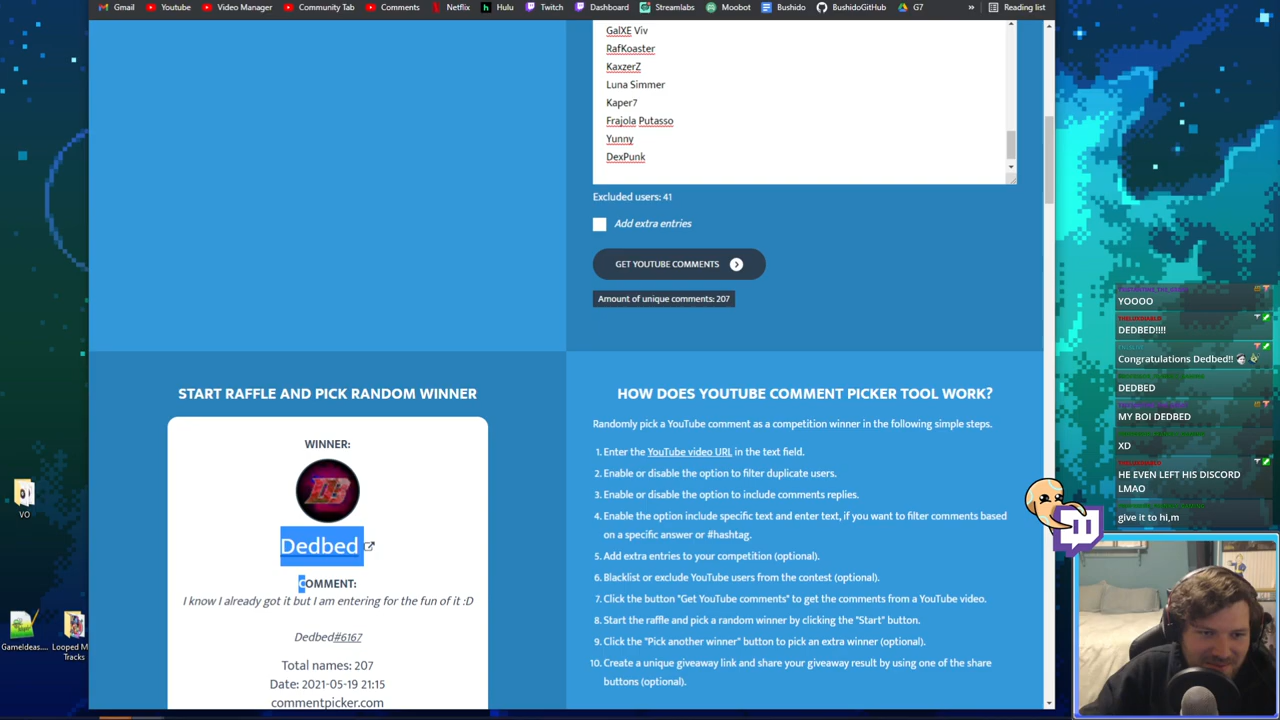 Gmail Youtube Video Manager Community Tab Comments Netflix Hulu Twitch Dashboard Streamlabs Moobot Bushido BushidoGitHub G7 » Reading list
GalXE Viv
RafKoaster
KaxzerZ
Luna Simmer
Kaper7
Frajola Putasso
Yunny
DexPunk
Excluded users: 41
Add extra entries
GET YOUTUBE COMMENTS
Amount of unique comments: 207
START RAFFLE AND PICK RANDOM WINNER
WINNER:
DB
Dedbed
COMMENT:
I know I already got it but I am entering for the fun of it :D
Dedbed#6167
Total names: 207
Date: 2021-05-19 21:15
commentpicker.com
HOW DOES YOUTUBE COMMENT PICKER TOOL WORK?
Randomly pick a YouTube comment as a competition winner in the following simple steps.
1. Enter the YouTube video URL in the text field.
2. Enable or disable the option to filter duplicate users.
3. Enable or disable the option to include comments replies.
4. Enable the option include specific text and enter text, if you want to filter comments based
on a specific answer or #hashtag.
5. Add extra entries to your competition (optional).
6. Blacklist or exclude YouTube users from the contest (optional).
7. Click the button "Get YouTube comments" to get the comments from a YouTube video.
8. Start the raffle and pick a random winner by clicking the "Start" button.
9. Click the "Pick another winner" button to pick an extra winner (optional).
10. Create a unique giveaway link and share your giveaway result by using one of the share
buttons (optional).
YOOOO
DEDBED!!!!
Congratulations Dedbed!!
DEDBED
MY BOI DEDBED
XD
HE EVEN LEFT HIS DISCORD
LMAO
give it to hi,m
VO
GameIdeas....
Looped M...
Tracks